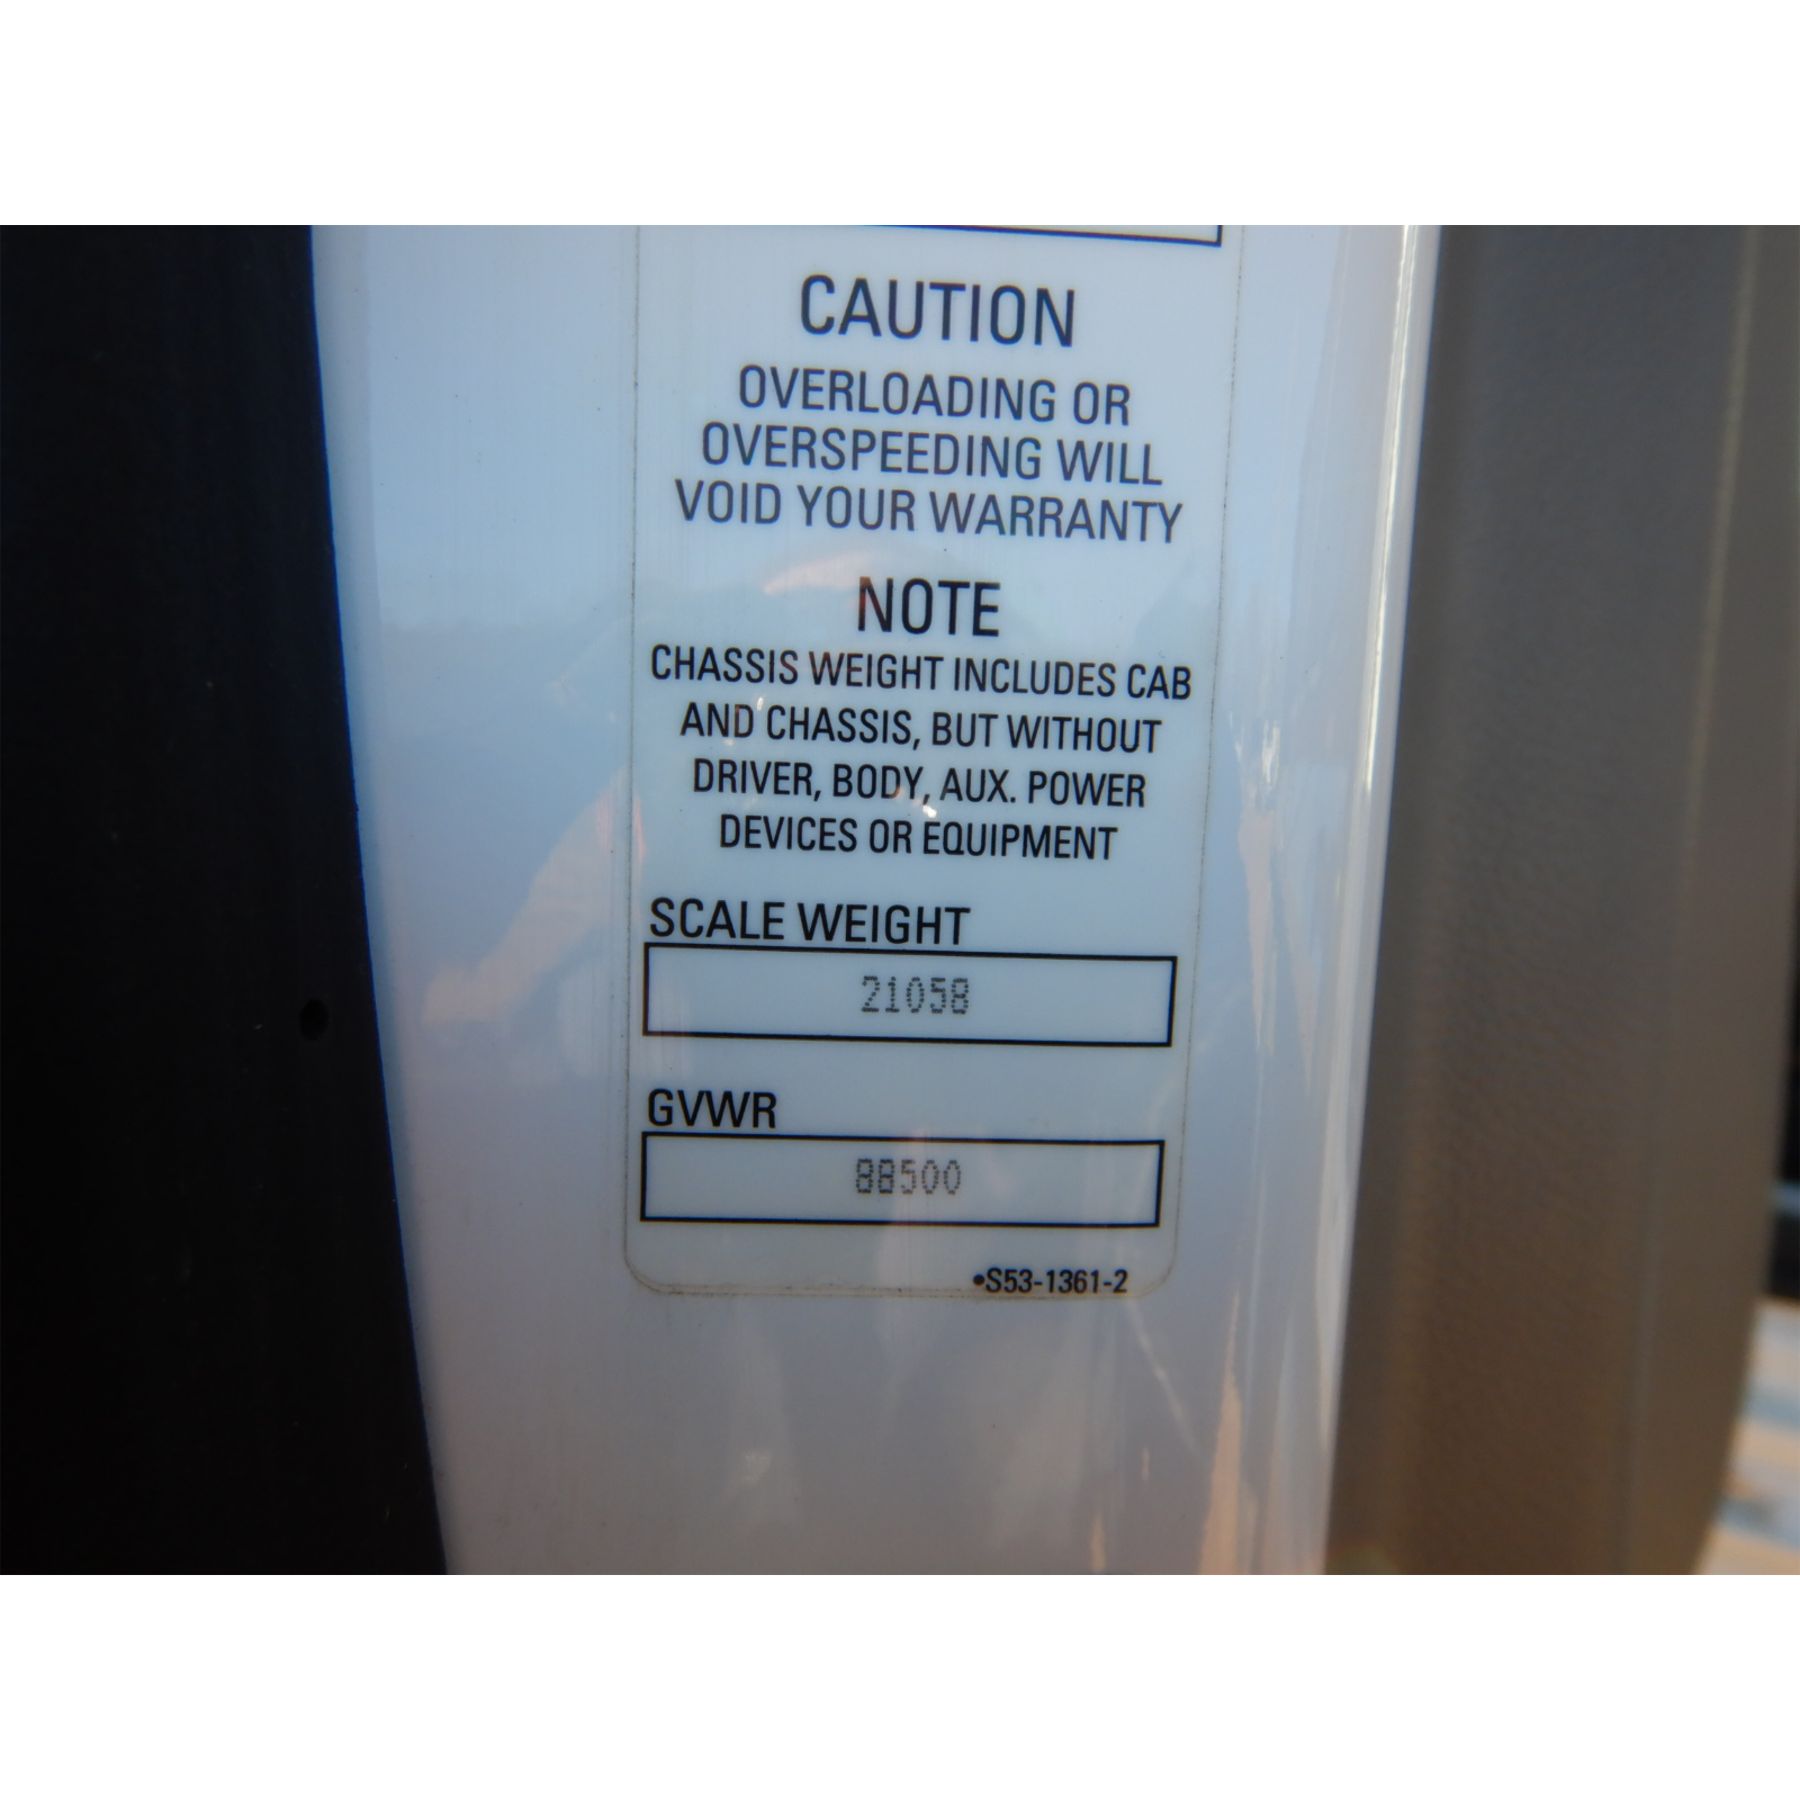 CAUTION
OVERLOADING OR
OVERSPEEDING WILL
VOID YOUR WARRANTY
NOTE
CHASSIS WEIGHT INCLUDES CAB
AND CHASSIS, BUT WITHOUT
DRIVER, BODY, AUX. POWER
DEVICES OR EQUIPMENT
SCALE WEIGHT
21058
GVWR
88500
•S53-1361-2